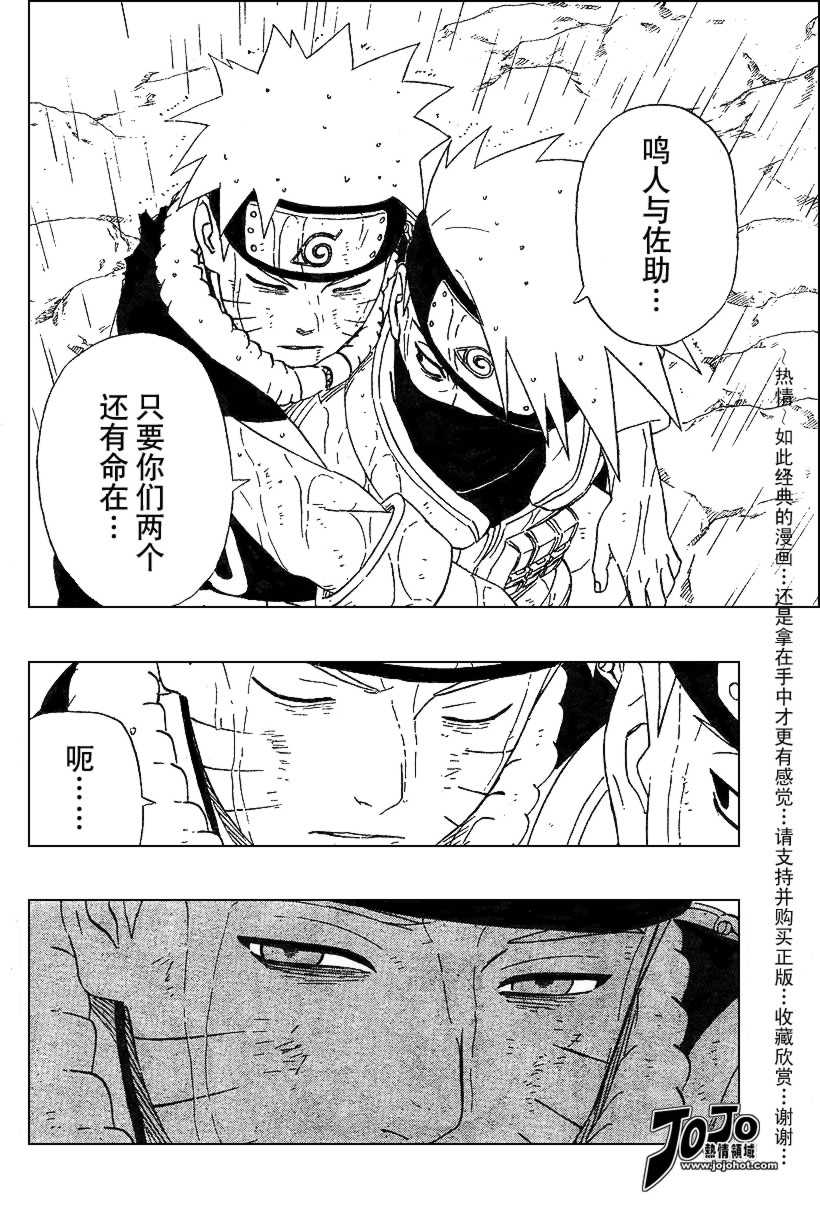 鸣人与佐助…
只要你们两个
还有命在…
呃……
～热情～如此经典的漫画…还是拿在手中才更有感觉…请支持并购买正版…收藏欣赏…谢谢…
JOJO
熱情領域
www.jojohot.com